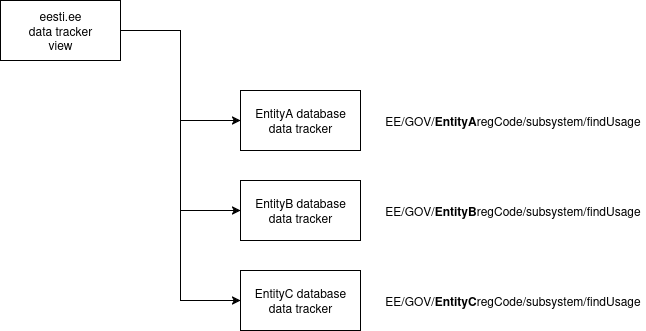 eesti.ee
data tracker
view
EntityA database
data tracker
EE/GOV/EntityAregCode/subsystem/findUsage
EntityB database
data tracker
EE/GOV/EntityBregCode/subsystem/findUsage
EntityC database
data tracker
EE/GOV/EntityCregCode/subsystem/findUsage